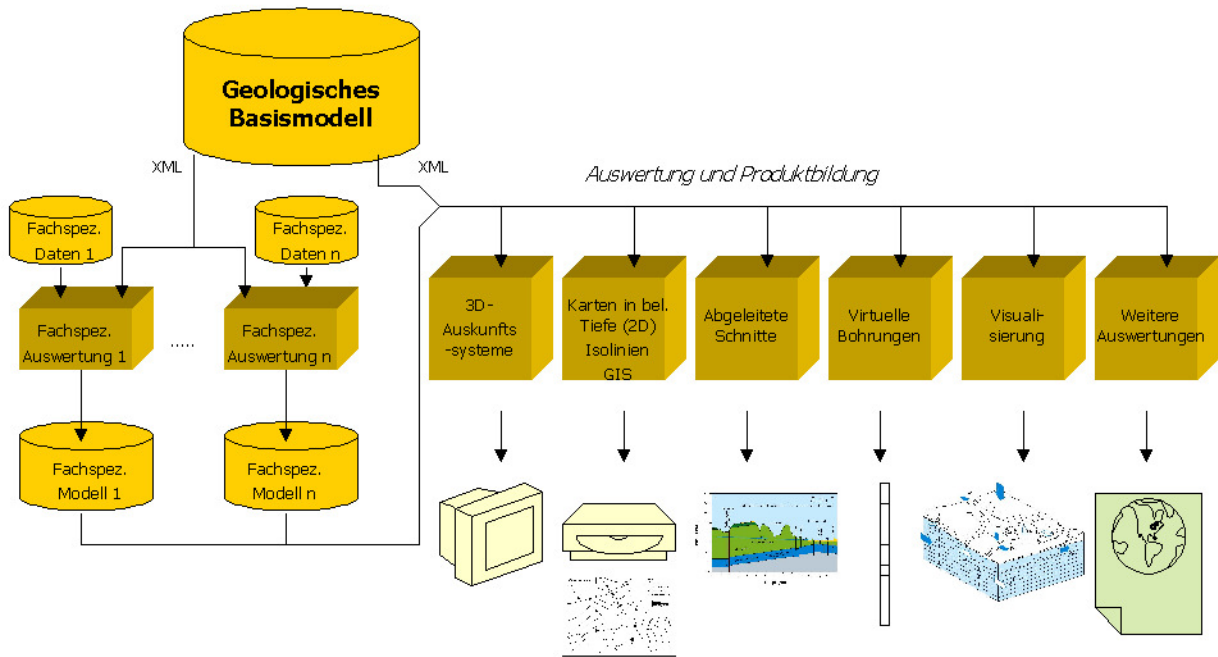 Geologisches
Basismodell
XML
XML
Auswertung und Produktbildung
Fachspez.
Daten 1
Fachspez.
Daten n
Fachspez.
Auswertung 1
.....
Fachspez.
Auswertung n
3D-
Auskunfts
-systeme
Karten in bel.
Tiefe (2D)
Isolinien
GIS
Abgeleitete
Schnitte
Virtuelle
Bohrungen
Visuali-
sierung
Weitere
Auswertungen
Fachspez.
Modell 1
Fachspez.
Modell n